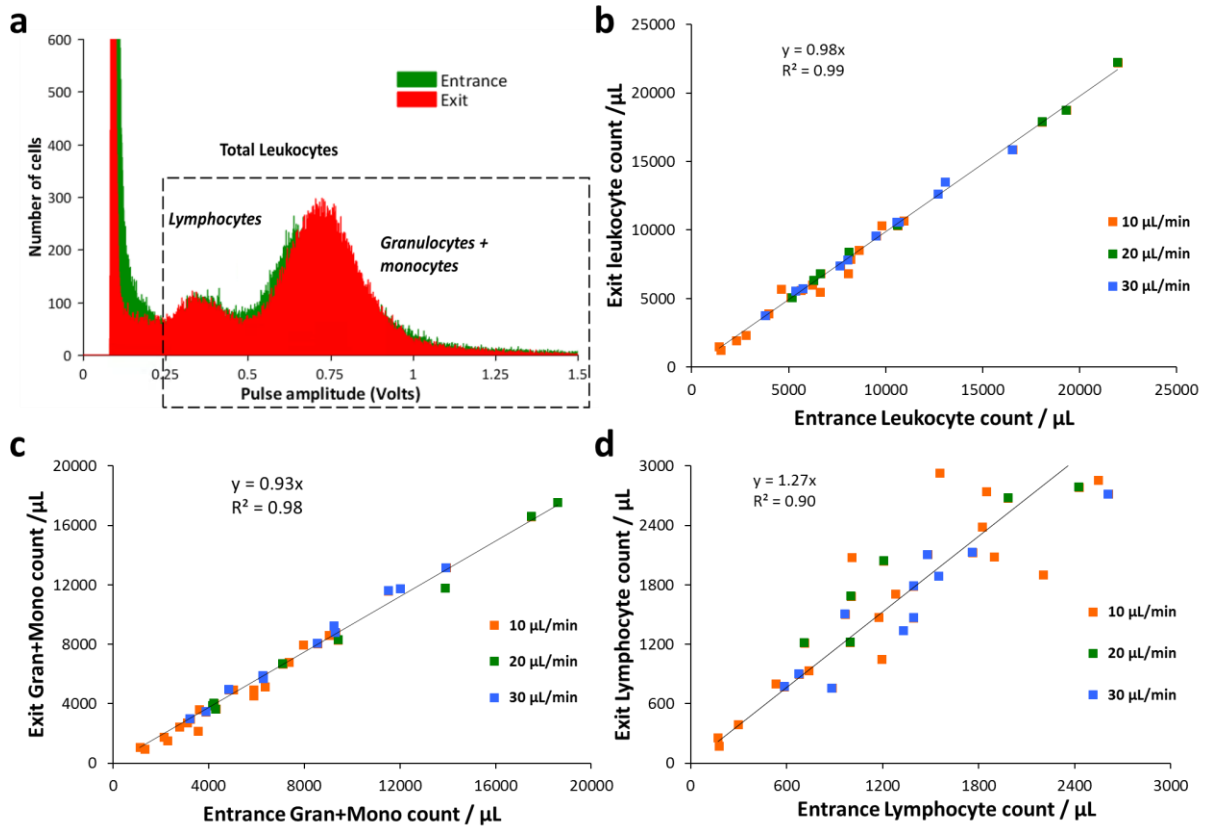 a
600
500
400
300
200
100
0
Number of cells
Entrance
Exit
Total Leukocytes
Lymphocytes
Granulocytes +
monocytes
0
0.25
0.5
0.75
1
1.25
1.5
Pulse amplitude (Volts)
b
25000
20000
15000
10000
5000
0
Exit leukocyte count /µL
y = 0.98x
R² = 0.99
10 µL/min
20 µL/min
30 µL/min
0
5000
10000
15000
20000
25000
Entrance Leukocyte count / µL
c
20000
16000
12000
8000
4000
0
Exit Gran+Mono count /µL
y = 0.93x
R² = 0.98
10 µL/min
20 µL/min
30 µL/min
0
4000
8000
12000
16000
20000
Entrance Gran+Mono count / µL
d
3000
2400
1800
1200
600
0
Exit Lymphocyte count / µL
y = 1.27x
R² = 0.90
10 µL/min
20 µL/min
30 µL/min
0
600
1200
1800
2400
3000
Entrance Lymphocyte count / µL